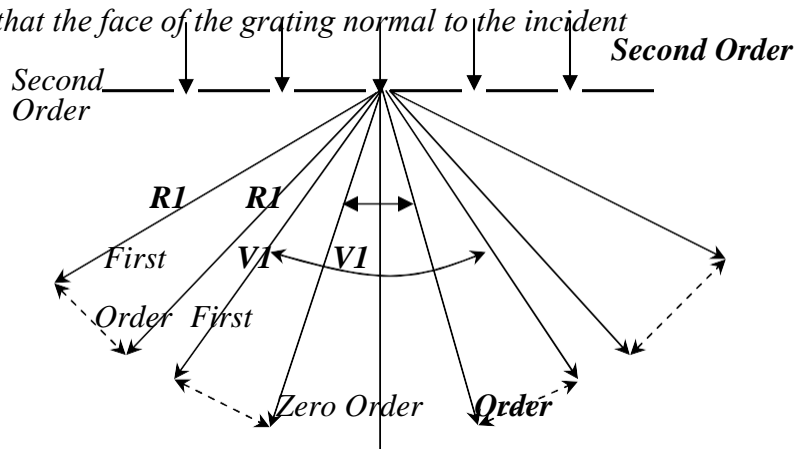 that the face of the grating normal to the incident
Second Order
Second
Order
R1 R1
First V1 V1
Order First
Zero Order Order